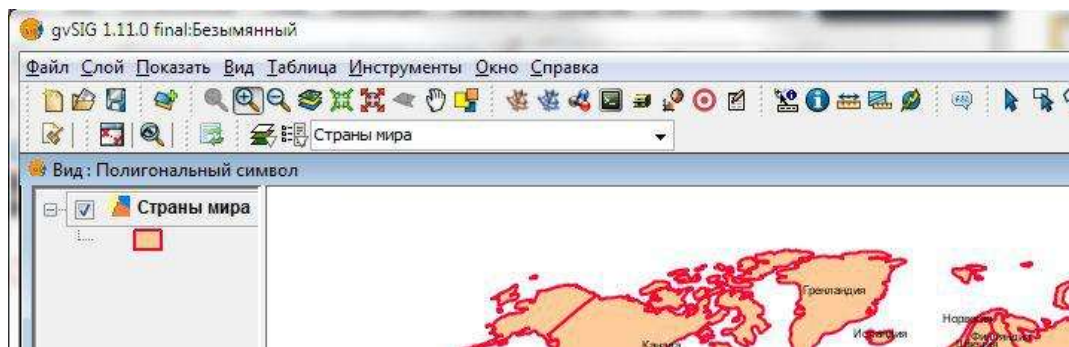 gvSIG 1.11.0 final:Безымянный
Файл Слой Показать Вид Таблица Инструменты Окно Справка
Страны мира
Вид : Полигональный символ
Страны мира
Гренландия
Исландия
Канада
Финляндия